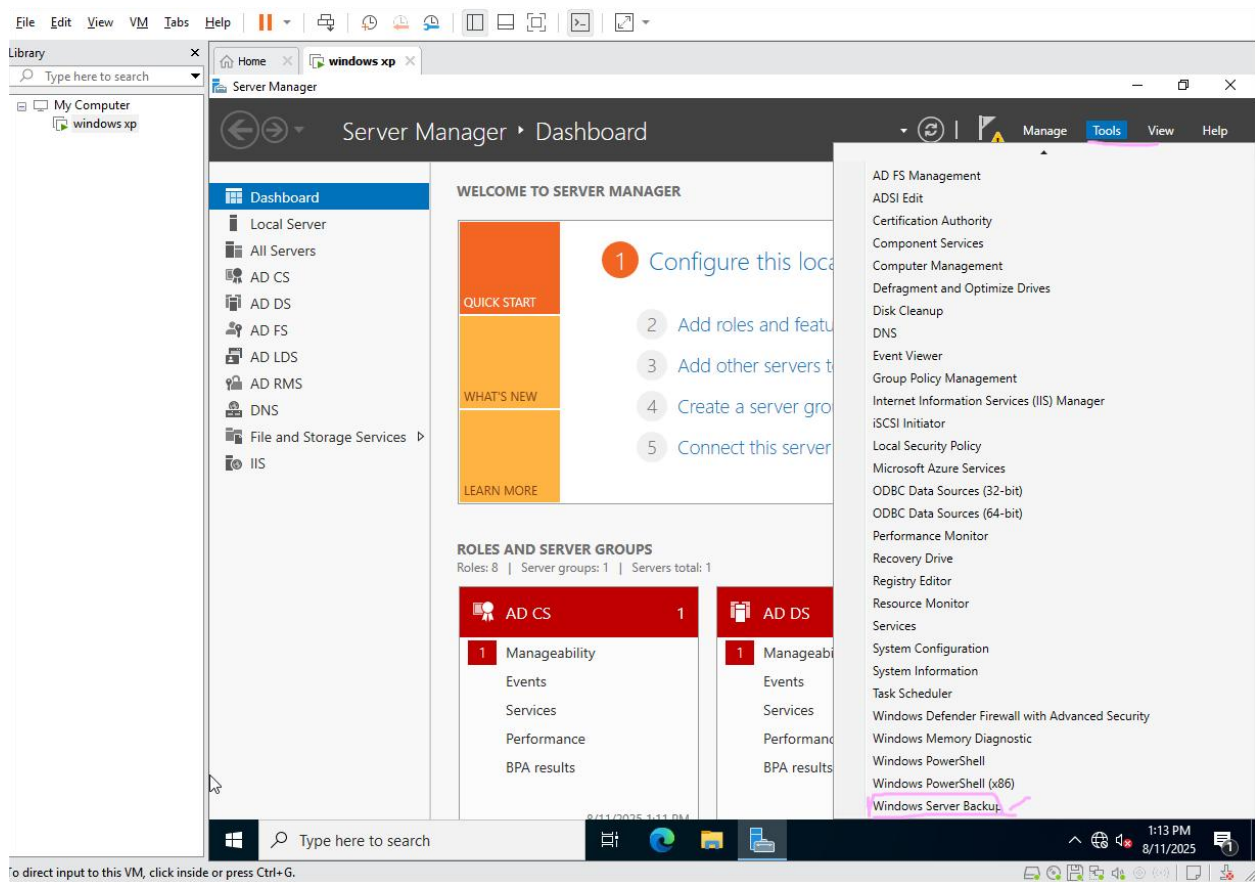 File Edit View VM Tabs Help
Library
Type here to search
My Computer
windows xp
Home
windows xp
Server Manager
Server Manager Dashboard
Manage Tools View Help
Dashboard
Local Server
All Servers
AD CS
AD DS
AD FS
AD LDS
AD RMS
DNS
File and Storage Services
IIS
WELCOME TO SERVER MANAGER
QUICK START
WHAT'S NEW
LEARN MORE
1 Configure this loca
2 Add roles and featu
3 Add other servers t
4 Create a server gro
5 Connect this server
ROLES AND SERVER GROUPS
Roles: 8 | Server groups: 1 | Servers total: 1
AD CS 1
1 Manageability
Events
Services
Performance
BPA results
8/11/2025 1:11 PM
AD DS
1 Manageabi
Events
Services
Performanc
BPA results
AD FS Management
ADSI Edit
Certification Authority
Component Services
Computer Management
Defragment and Optimize Drives
Disk Cleanup
DNS
Event Viewer
Group Policy Management
Internet Information Services (IIS) Manager
iSCSI Initiator
Local Security Policy
Microsoft Azure Services
ODBC Data Sources (32-bit)
ODBC Data Sources (64-bit)
Performance Monitor
Recovery Drive
Registry Editor
Resource Monitor
Services
System Configuration
System Information
Task Scheduler
Windows Defender Firewall with Advanced Security
Windows Memory Diagnostic
Windows PowerShell
Windows PowerShell (x86)
Windows Server Backup
Type here to search
1:13 PM
8/11/2025
1
To direct input to this VM, click inside or press Ctrl+G.